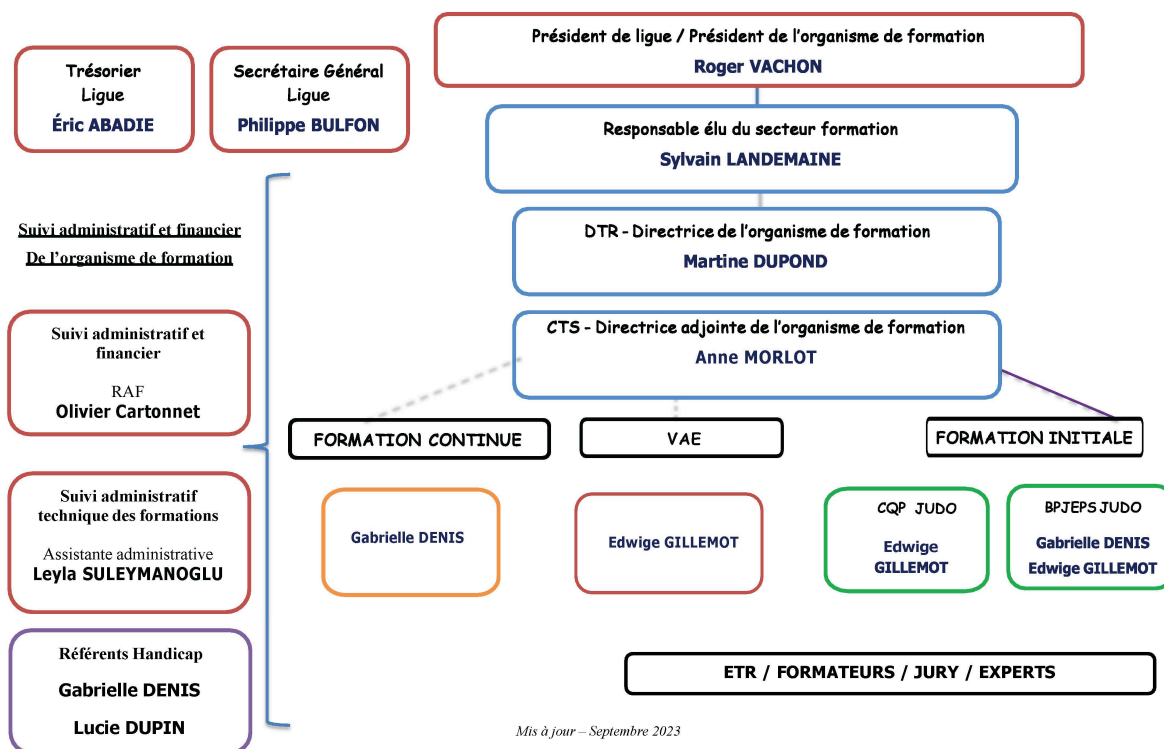 Président de ligue / Président de l'organisme de formation
Roger VACHON
Trésorier
Ligue
Éric ABADIE
Secrétaire Général
Ligue
Philippe BULFON
Responsable élu du secteur formation
Sylvain LANDEMAINE
Suivi administratif et financier
De l'organisme de formation
DTR - Directrice de l'organisme de formation
Martine DUPOND
CTS - Directrice adjointe de l'organisme de formation
Anne MORLOT
Suivi administratif et
financier
RAF
Olivier Cartonnet
FORMATION CONTINUE
VAE
FORMATION INITIALE
Suivi administratif
technique des formations
Assistante administrative
Leyla SULEYMANOGLU
Gabrielle DENIS
Edwige GILLEMOT
CQP JUDO
Edwige
GILLEMOT
BPJEPS JUDO
Gabrielle DENIS
Edwige GILLEMOT
Référents Handicap
Gabrielle DENIS
Lucie DUPIN
ETR / FORMATEURS / JURY / EXPERTS
Mis à jour – Septembre 2023